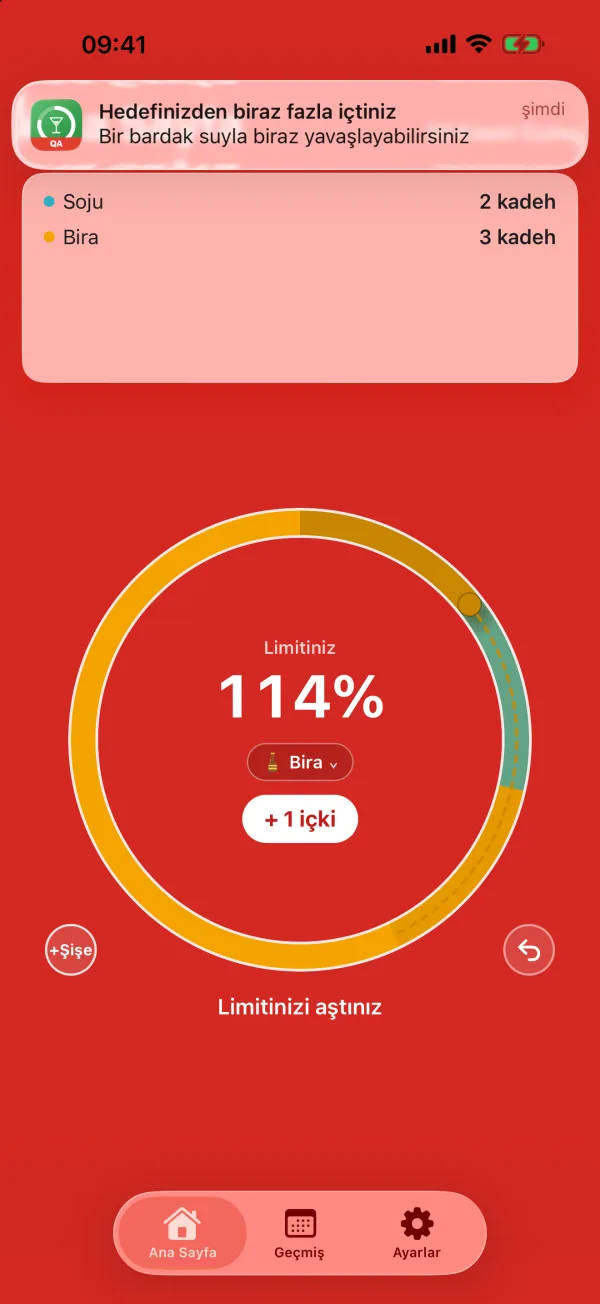 09:41
Hedefinizden biraz fazla içtiniz
şimdi
Bir bardak suyla biraz yavaşlayabilirsiniz
QA
Soju 2 kadeh
Bira 3 kadeh
Limitiniz
114%
Bira
+ 1 içki
+Şişe
Limitinizi aştınız
Ana Sayfa
Geçmiş
Ayarlar